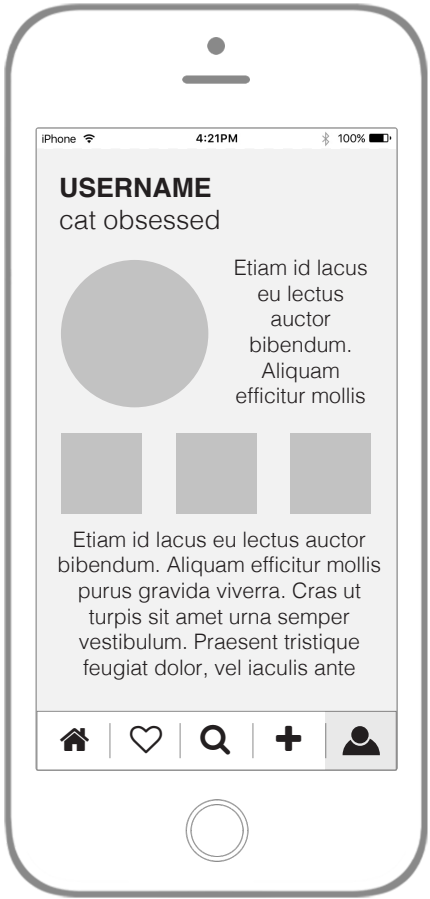 iPhone 4:21PM 100%
USERNAME
cat obsessed
Etiam id lacus
eu lectus
auctor
bibendum.
Aliquam
efficitur mollis
Etiam id lacus eu lectus auctor
bibendum. Aliquam efficitur mollis
purus gravida viverra. Cras ut
turpis sit amet urna semper
vestibulum. Praesent tristique
feugiat dolor, vel iaculis ante